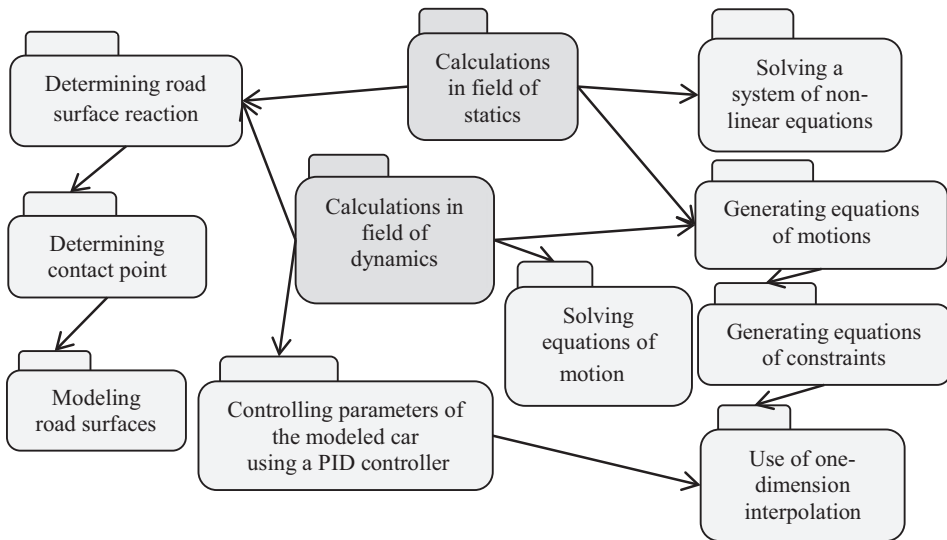 Determining road
surface reaction
Calculations
in field of
statics
Solving a
system of non-
linear equations
Determining
contact point
Calculations in
field of
dynamics
Generating equations
of motions
Solving
equations of
motion
Generating equations
of constraints
Modeling
road surfaces
Controlling parameters of
the modeled car
using a PID controller
Use of one-
dimension
interpolation